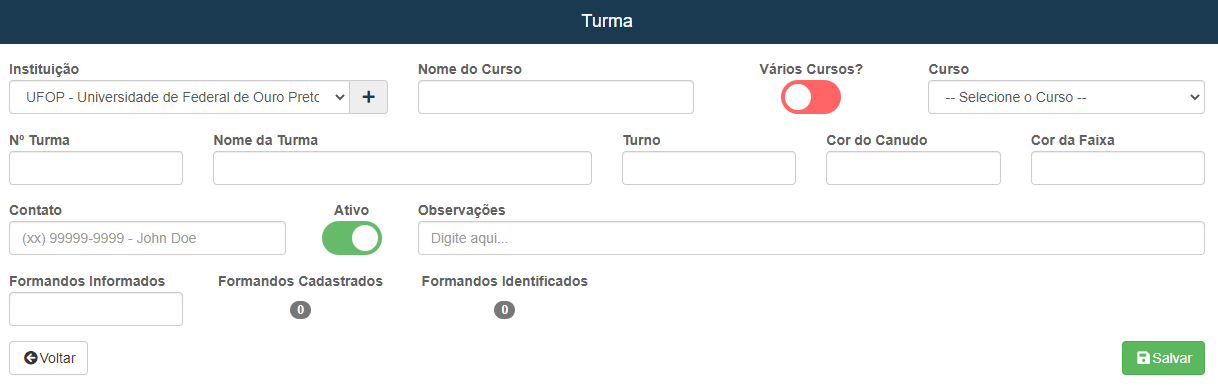 Turma
Instituição Nome do Curso Vários Cursos? Curso
UFOP - Universidade de Federal de Ouro Preto -- Selecione o Curso --
Nº Turma Nome da Turma Turno Cor do Canudo Cor da Faixa
Contato Ativo Observações
(xx) 99999-9999 - John Doe Digite aqui...
Formandos Informados Formandos Cadastrados Formandos Identificados
0 0
Voltar Salvar